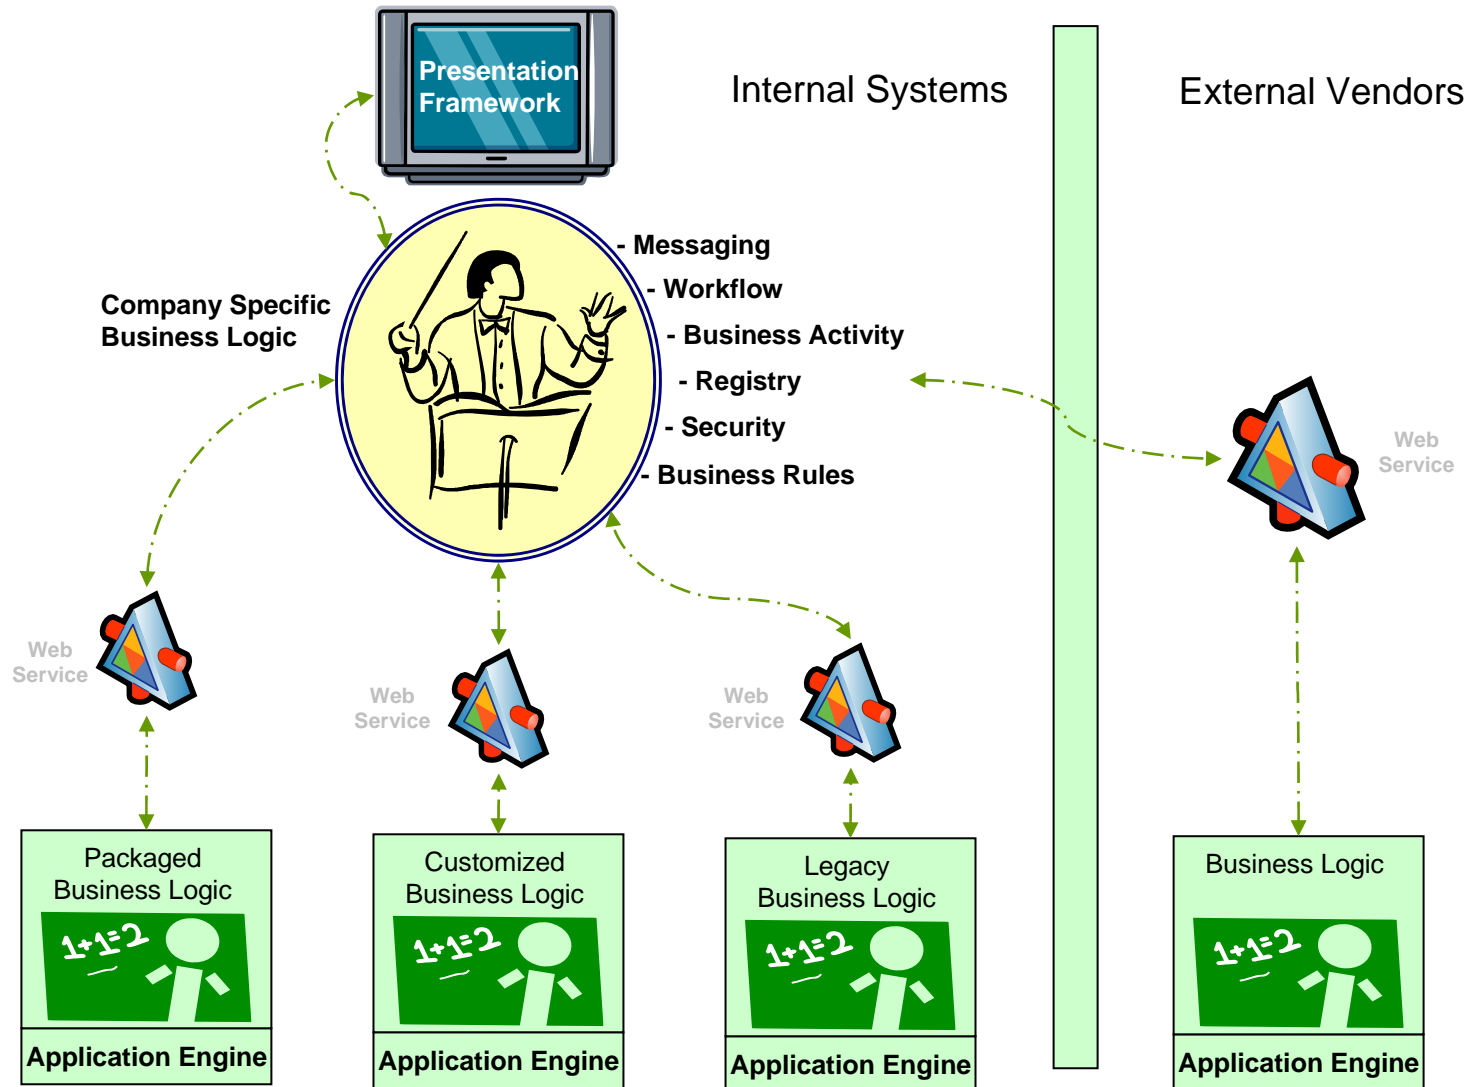 Presentation
Framework
Internal Systems
External Vendors
- Messaging
- Workflow
- Business Activity
- Registry
- Security
- Business Rules
Company Specific
Business Logic
Web
Service
Web
Service
Web
Service
Web
Service
Packaged
Business Logic
1+1=2
Application Engine
Customized
Business Logic
1+1=2
Application Engine
Legacy
Business Logic
1+1=2
Application Engine
Business Logic
1+1=2
Application Engine